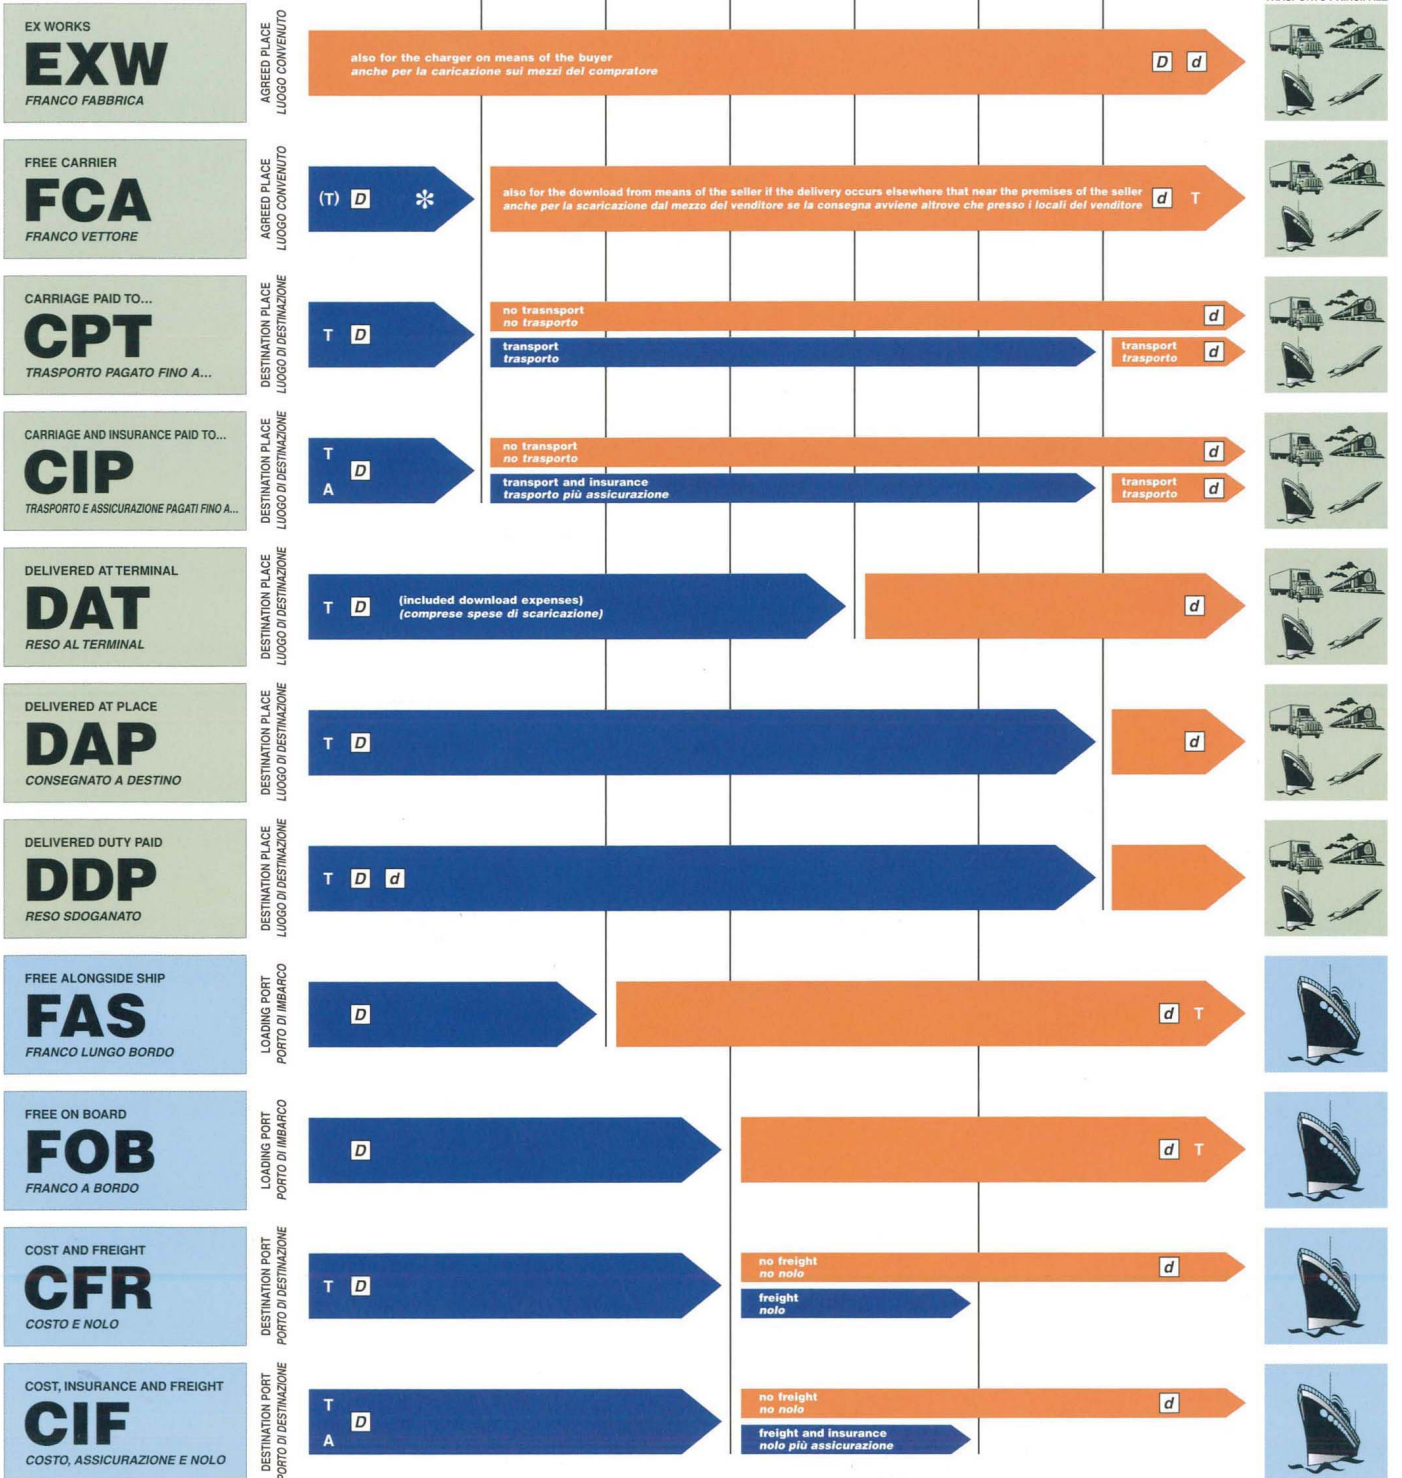 TRASPORTO PRINCIPALE
EX WORKS
EXW
FRANCO FABBRICA
AGREED PLACE
LUOGO CONVENUTO
also for the charger on means of the buyer
anche per la caricazione sui mezzi del compratore
D d
FREE CARRIER
FCA
FRANCO VETTORE
AGREED PLACE
LUOGO CONVENUTO
(T) D *
also for the download from means of the seller if the delivery occurs elsewhere that near the premises of the seller
anche per la scaricazione dal mezzo del venditore se la consegna avviene altrove che presso i locali del venditore
d T
CARRIAGE PAID TO...
CPT
TRASPORTO PAGATO FINO A...
DESTINATION PLACE
LUOGO DI DESTINAZIONE
T D
no trasnsport
no trasporto
d
transport
trasporto
transport
trasporto
d
CARRIAGE AND INSURANCE PAID TO...
CIP
TRASPORTO E ASSICURAZIONE PAGATI FINO A...
DESTINATION PLACE
LUOGO DI DESTINAZIONE
T
D
A
no transport
no trasporto
d
transport and insurance
trasporto più assicurazione
transport
trasporto
d
DELIVERED AT TERMINAL
DAT
RESO AL TERMINAL
DESTINATION PLACE
LUOGO DI DESTINAZIONE
T D
(included download expenses)
(comprese spese di scaricazione)
d
DELIVERED AT PLACE
DAP
CONSEGNATO A DESTINO
DESTINATION PLACE
LUOGO DI DESTINAZIONE
T D
d
DELIVERED DUTY PAID
DDP
RESO SDOGANATO
DESTINATION PLACE
LUOGO DI DESTINAZIONE
T D d
FREE ALONGSIDE SHIP
FAS
FRANCO LUNGO BORDO
LOADING PORT
PORTO DI IMBARCO
D
d T
FREE ON BOARD
FOB
FRANCO A BORDO
LOADING PORT
PORTO DI IMBARCO
D
d T
COST AND FREIGHT
CFR
COSTO E NOLO
DESTINATION PORT
PORTO DI DESTINAZIONE
T D
no freight
no nolo
d
freight
nolo
COST, INSURANCE AND FREIGHT
CIF
COSTO, ASSICURAZIONE E NOLO
DESTINATION PORT
PORTO DI DESTINAZIONE
T
D
A
no freight
no nolo
d
freight and insurance
nolo più assicurazione